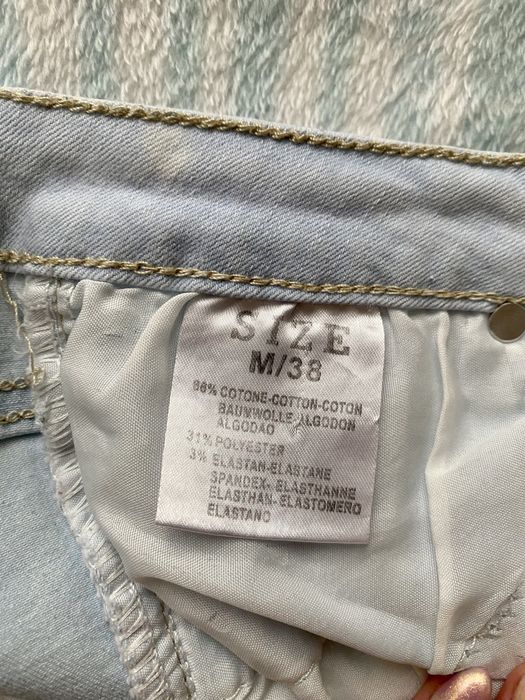 SIZE
M/38
66% COTONE-COTTON-COTON
BAUMWOLLE ALGODON
ALGODAO
31% POLYESTER
3% ELASTAN-ELASTANE
SPANDEX- ELASTHANNE
ELASTHAN-ELASTOMERO
ELASTANO